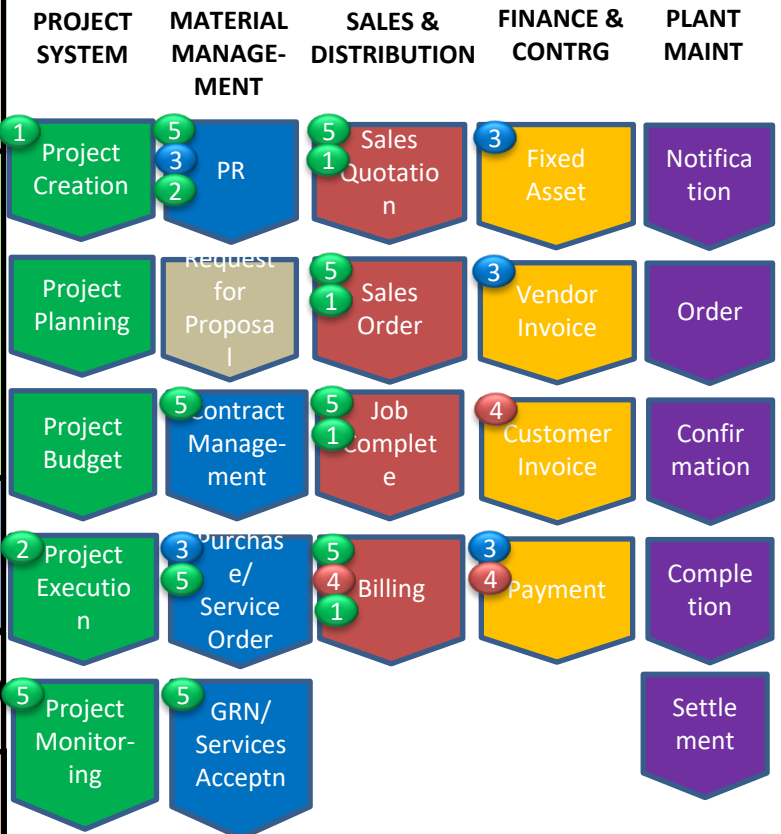 PROJECT
SYSTEM
MATERIAL
MANAGE-
MENT
SALES &
DISTRIBUTION
FINANCE &
CONTRG
PLANT
MAINT
1
Project
Creation
5
3
2
PR
5
1
Sales
Quotatio
n
3
Fixed
Asset
Notifica
tion
Project
Planning
Request
for
Proposa
l
5
1
Sales
Order
3
Vendor
Invoice
Order
Project
Budget
5
Contract
Manage-
ment
5
1
Job
Complet
e
4
Customer
Invoice
Confir
mation
2
Project
Executio
n
3
5
Purchas
e/
Service
Order
5
4
1
Billing
3
4
Payment
Comple
tion
5
Project
Monitor-
ing
5
GRN/
Services
Acceptn
Settle
ment